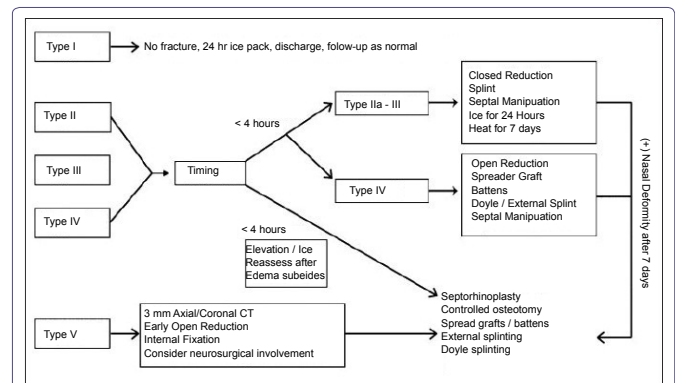 Type I
No fracture, 24 hr ice pack, discharge, folow-up as normal
Type II
Type III
Type IV
Timing
< 4 hours
Type IIa - III
Closed Reduction
Splint
Septal Manipuation
Ice for 24 Hours
Heat for 7 days
Type IV
Open Reduction
Spreader Graft
Battens
Doyle / External Splint
Septal Manipuation
(+) Nasal Deformity after 7 days
< 4 hours
Elevation / Ice
Reassess after
Edema subeides
Type V
3 mm Axial/Coronal CT
Early Open Reduction
Internal Fixation
Consider neurosurgical involvement
Septorhinoplasty
Controlled osteotomy
Spread grafts / battens
External splinting
Doyle splinting